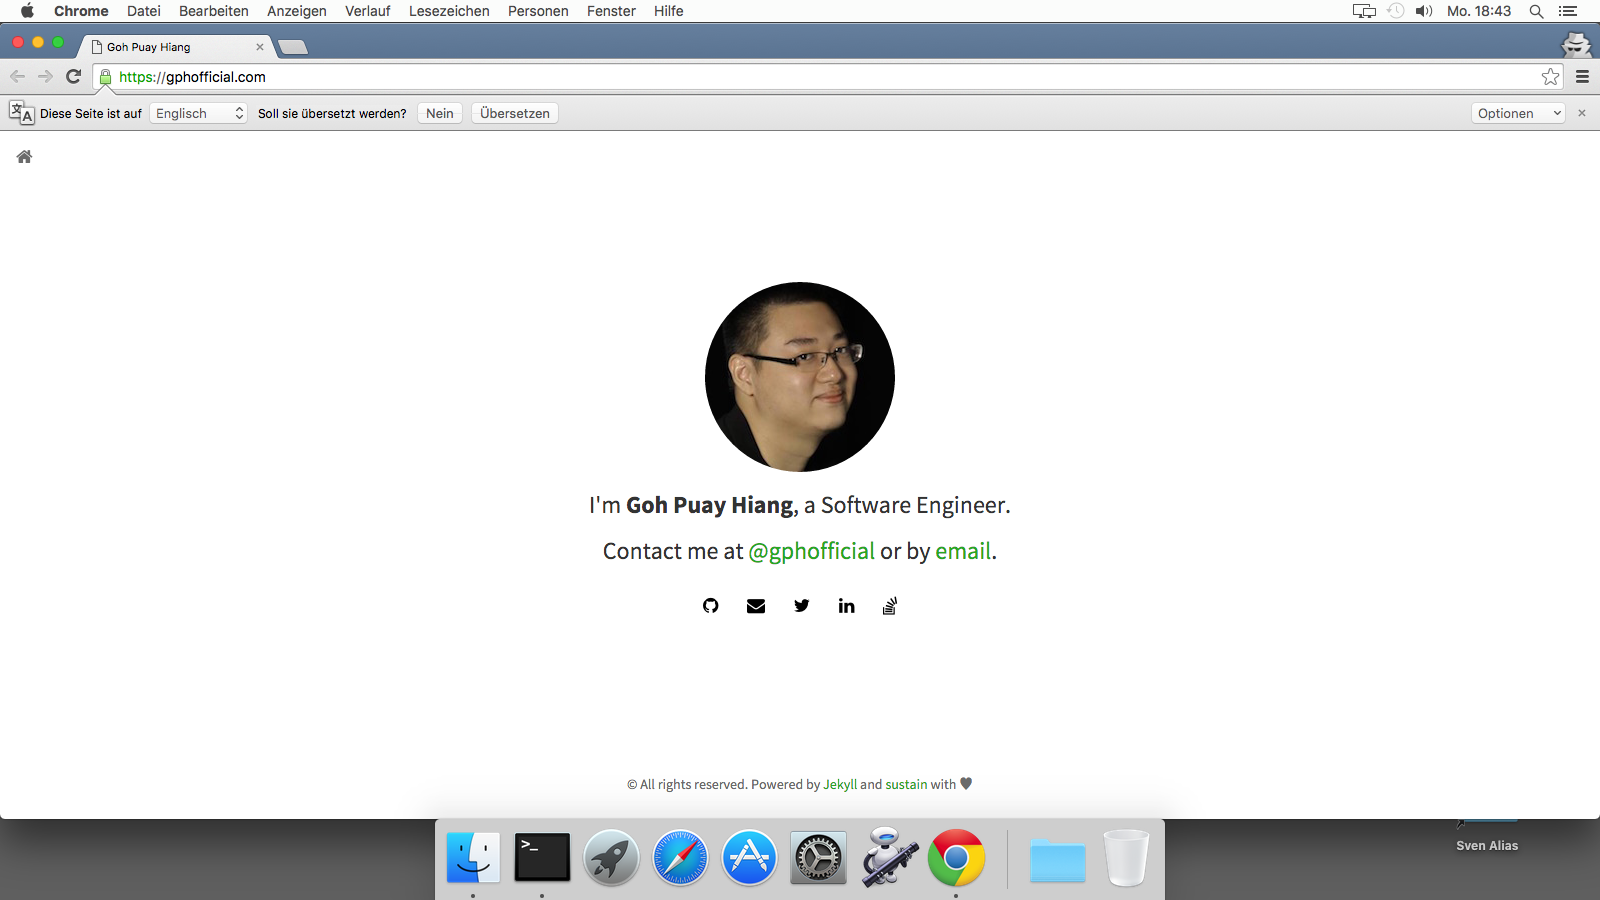 Chrome Datei Bearbeiten Anzeigen Verlauf Lesezeichen Personen Fenster Hilfe Mo. 18:43
Goh Puay Hiang
https://gphofficial.com
Diese Seite ist auf Englisch Soll sie übersetzt werden? Nein Übersetzen Optionen
I'm Goh Puay Hiang, a Software Engineer.
Contact me at @gphofficial or by email.
© All rights reserved. Powered by Jekyll and sustain with ♥
Sven Alias